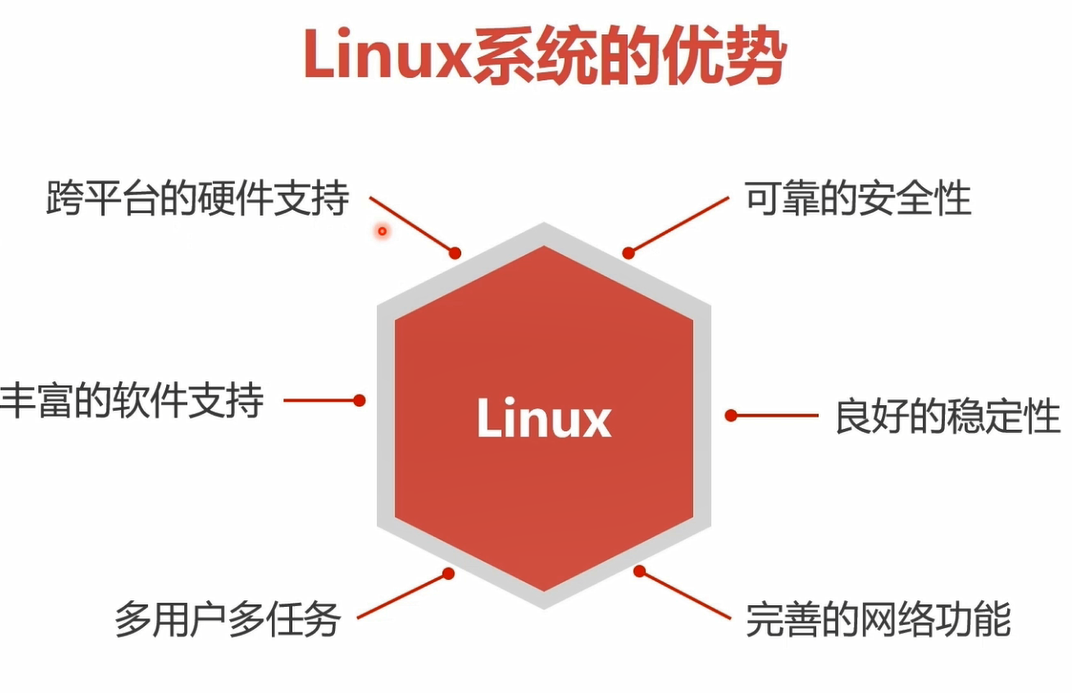 Linux系统的优势
跨平台的硬件支持
可靠的安全性
丰富的软件支持
Linux
良好的稳定性
多用户多任务
完善的网络功能